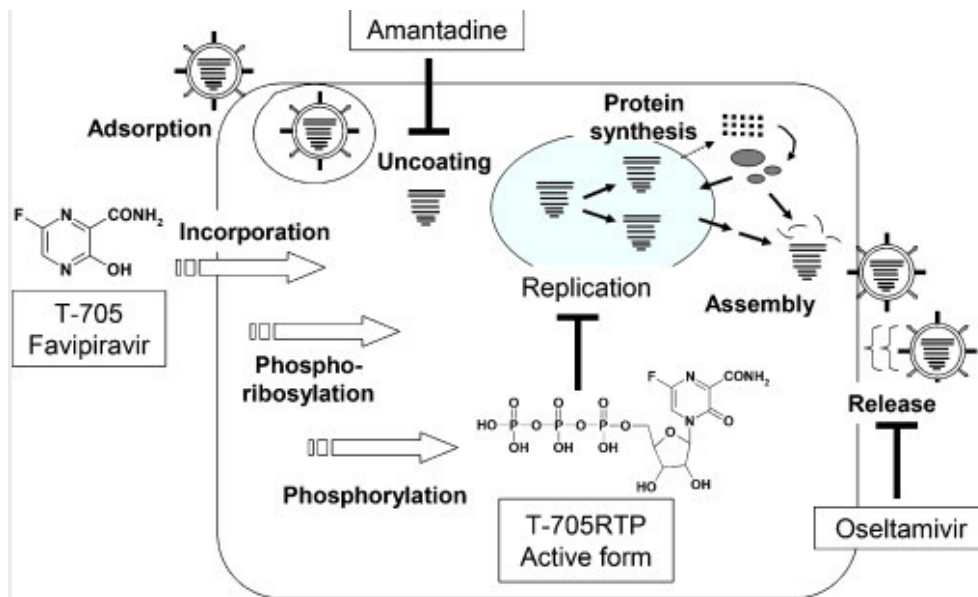 Amantadine
Adsorption
Uncoating
Protein
synthesis
F
N
CONH₂
N
OH
Incorporation
T-705
Favipiravir
Replication
Assembly
Phospho-
ribosylation
Release
F
N
CONH₂
N
O
O
O
O
HO-P-O-P-O-P-O
OH
OH
OH
O
HO
OH
Phosphorylation
T-705RTP
Active form
Oseltamivir